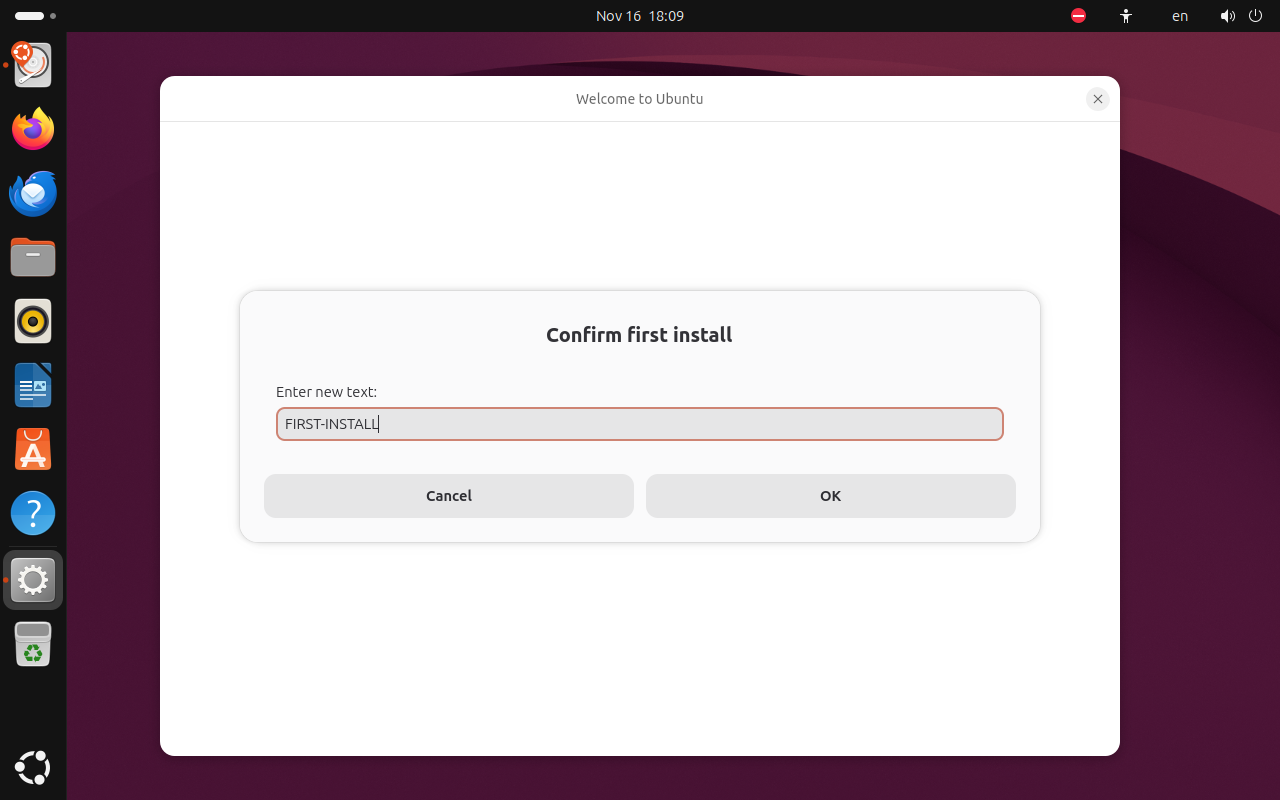 Nov 16 18:09
en
Welcome to Ubuntu
Confirm first install
Enter new text:
FIRST-INSTALL
Cancel
OK